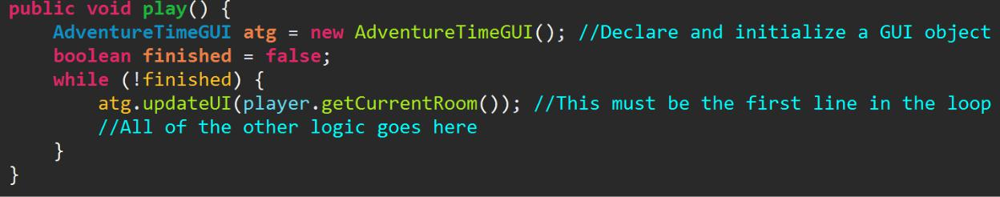 public void play() {
    AdventureTimeGUI atg = new AdventureTimeGUI(); //Declare and initialize a GUI object
    boolean finished = false;
    while (!finished) {
        atg.updateUI(player.getCurrentRoom()); //This must be the first line in the loop
        //All of the other logic goes here
    }
}